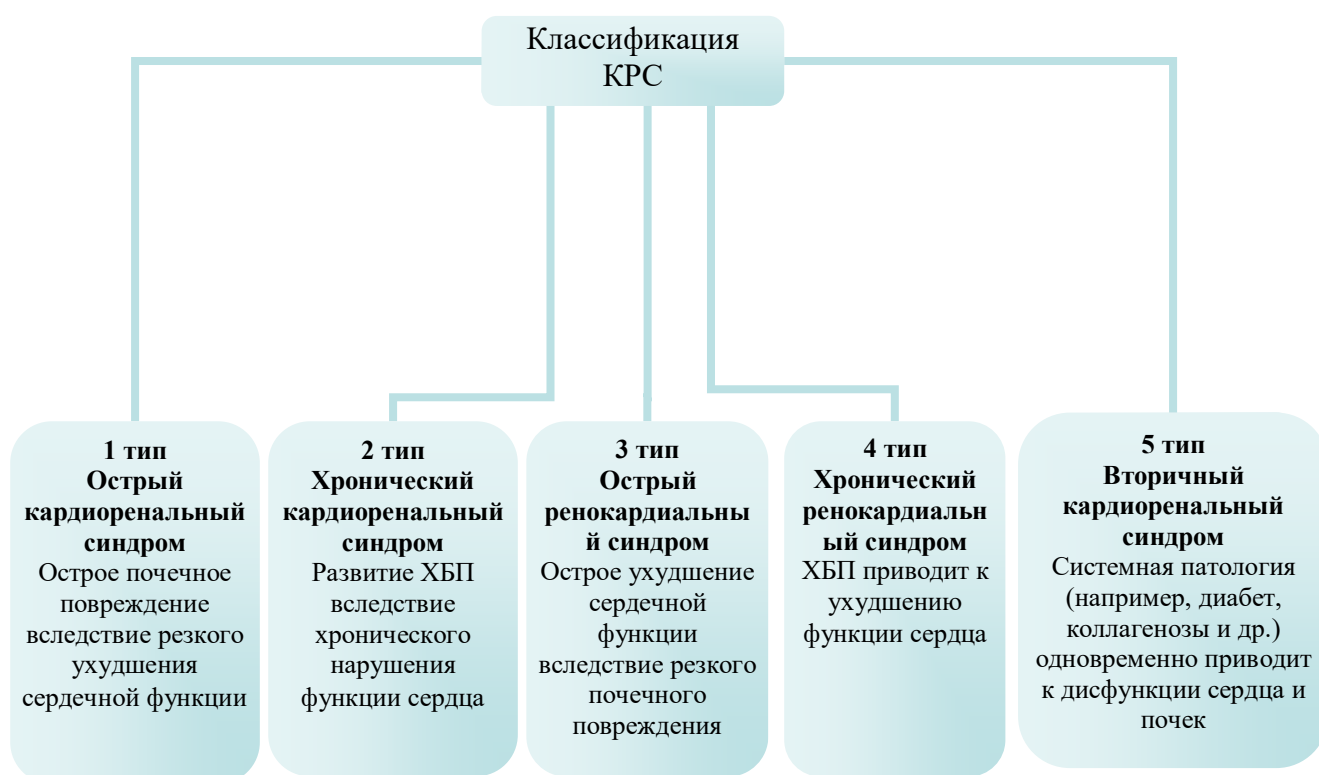 Классификация
КРС
1 тип
Острый
кардиоренальный
синдром
Острое почечное
повреждение
вследствие резкого
ухудшения
сердечной функции
2 тип
Хронический
кардиоренальный
синдром
Развитие ХБП
вследствие
хронического
нарушения
функции сердца
3 тип
Острый
ренокардиальны
й синдром
Острое ухудшение
сердечной
функции
вследствие резкого
почечного
повреждения
4 тип
Хронический
ренокардиальн
ый синдром
ХБП приводит к
ухудшению
функции сердца
5 тип
Вторичный
кардиоренальный
синдром
Системная патология
(например, диабет,
коллагенозы и др.)
одновременно приводит
к дисфункции сердца и
почек